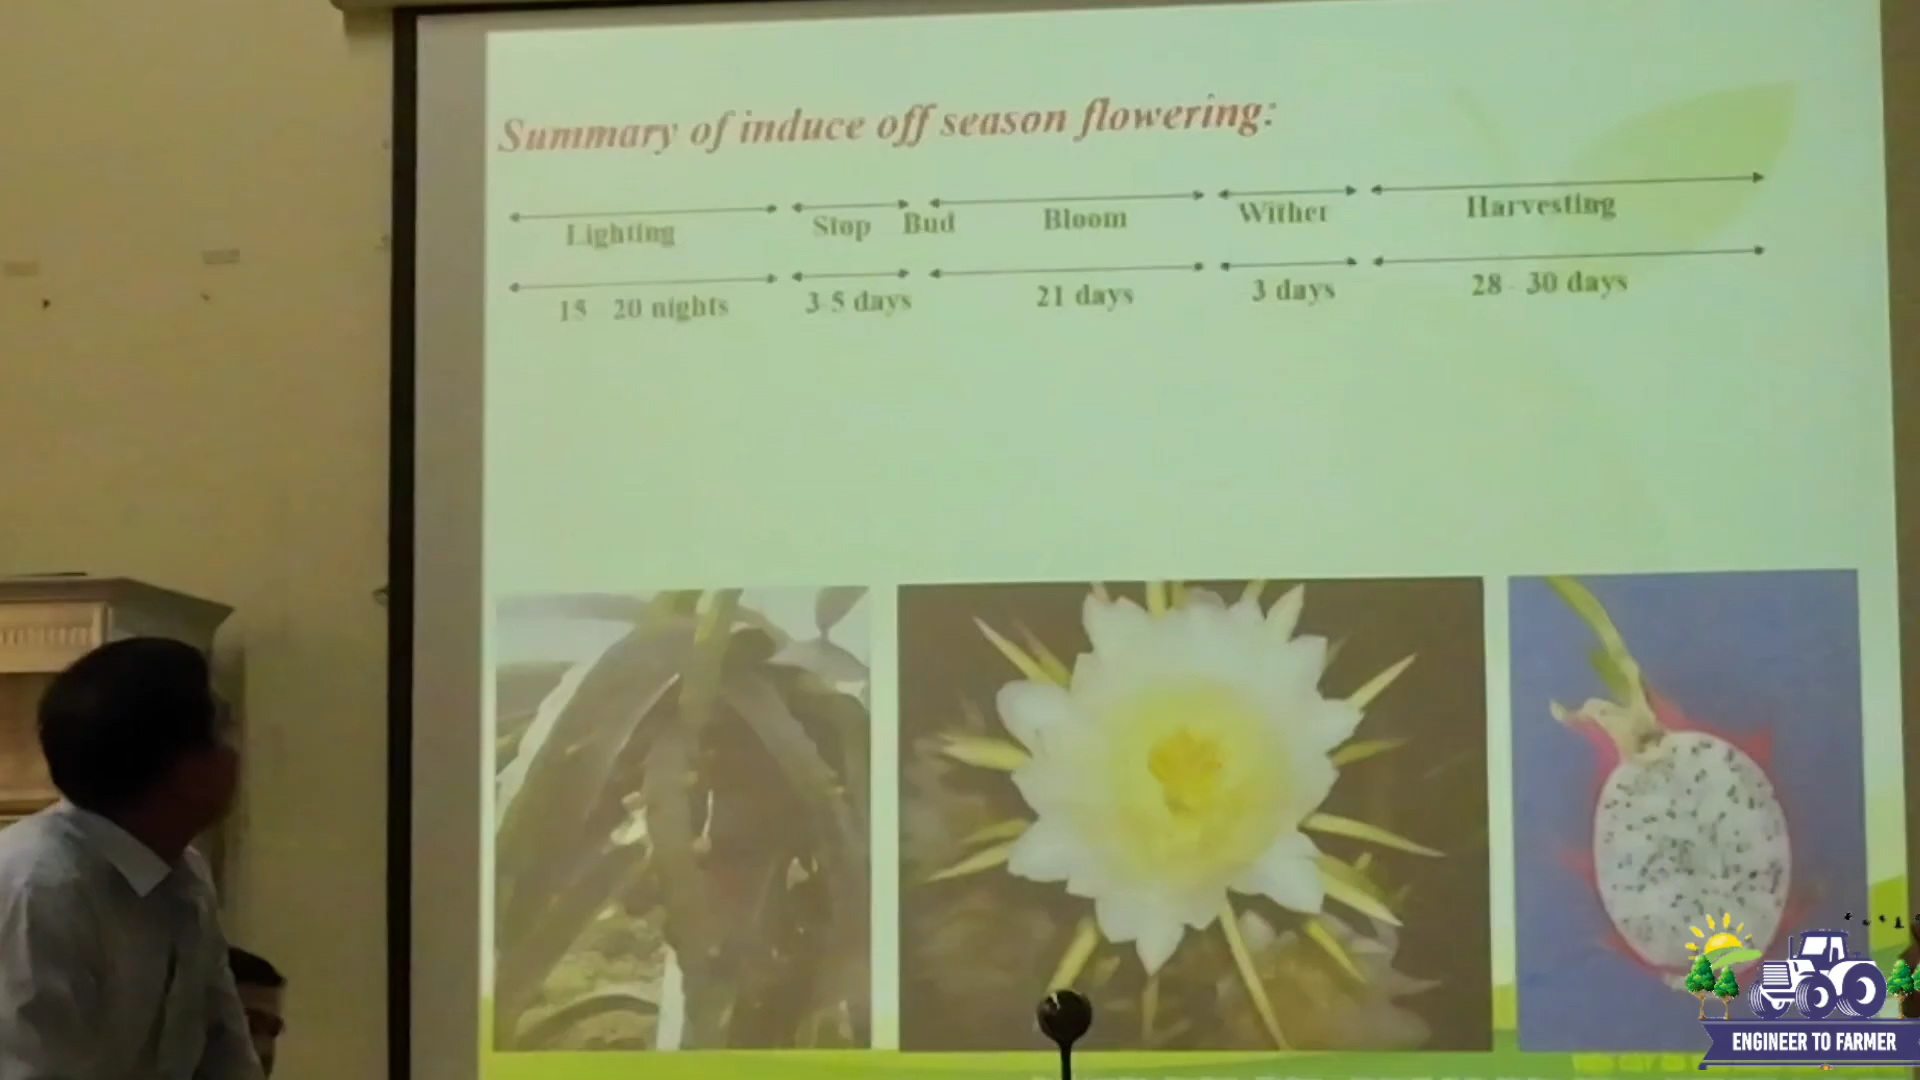 Summary of induce off season flowering:
Lighting Stop Bud Bloom Wither Harvesting
15 20 nights 3 5 days 21 days 3 days 28 - 30 days
ENGINEER TO FARMER